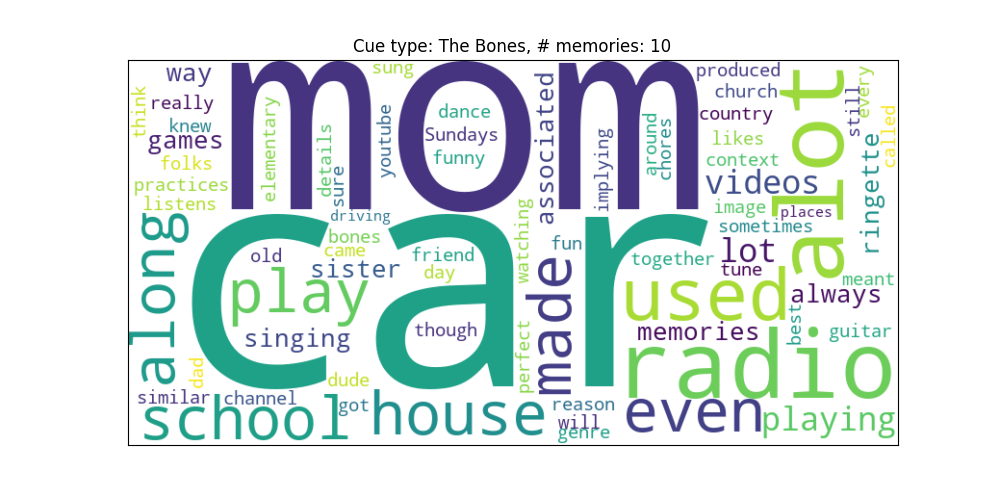 Cue type: The Bones, # memories: 10
way
sung
produced
think
really
mom
church
alot
every
knew
elementary
youtube
dance
associated
country
still
called
games
details
Sundays
implying
around
chores
likes
folks
sure
funny
context
ringette
practices
videos
listens
driving
image
places
along
bones
watching
fun
sometimes
old
came
friend
together
lot
sister
day
car
tune
meant
play
made
used
always
singing
though
memories
best
guitar
dad
perfect
radio
dude
similar
channel
got
reason
school
house
will
even
playing
genre